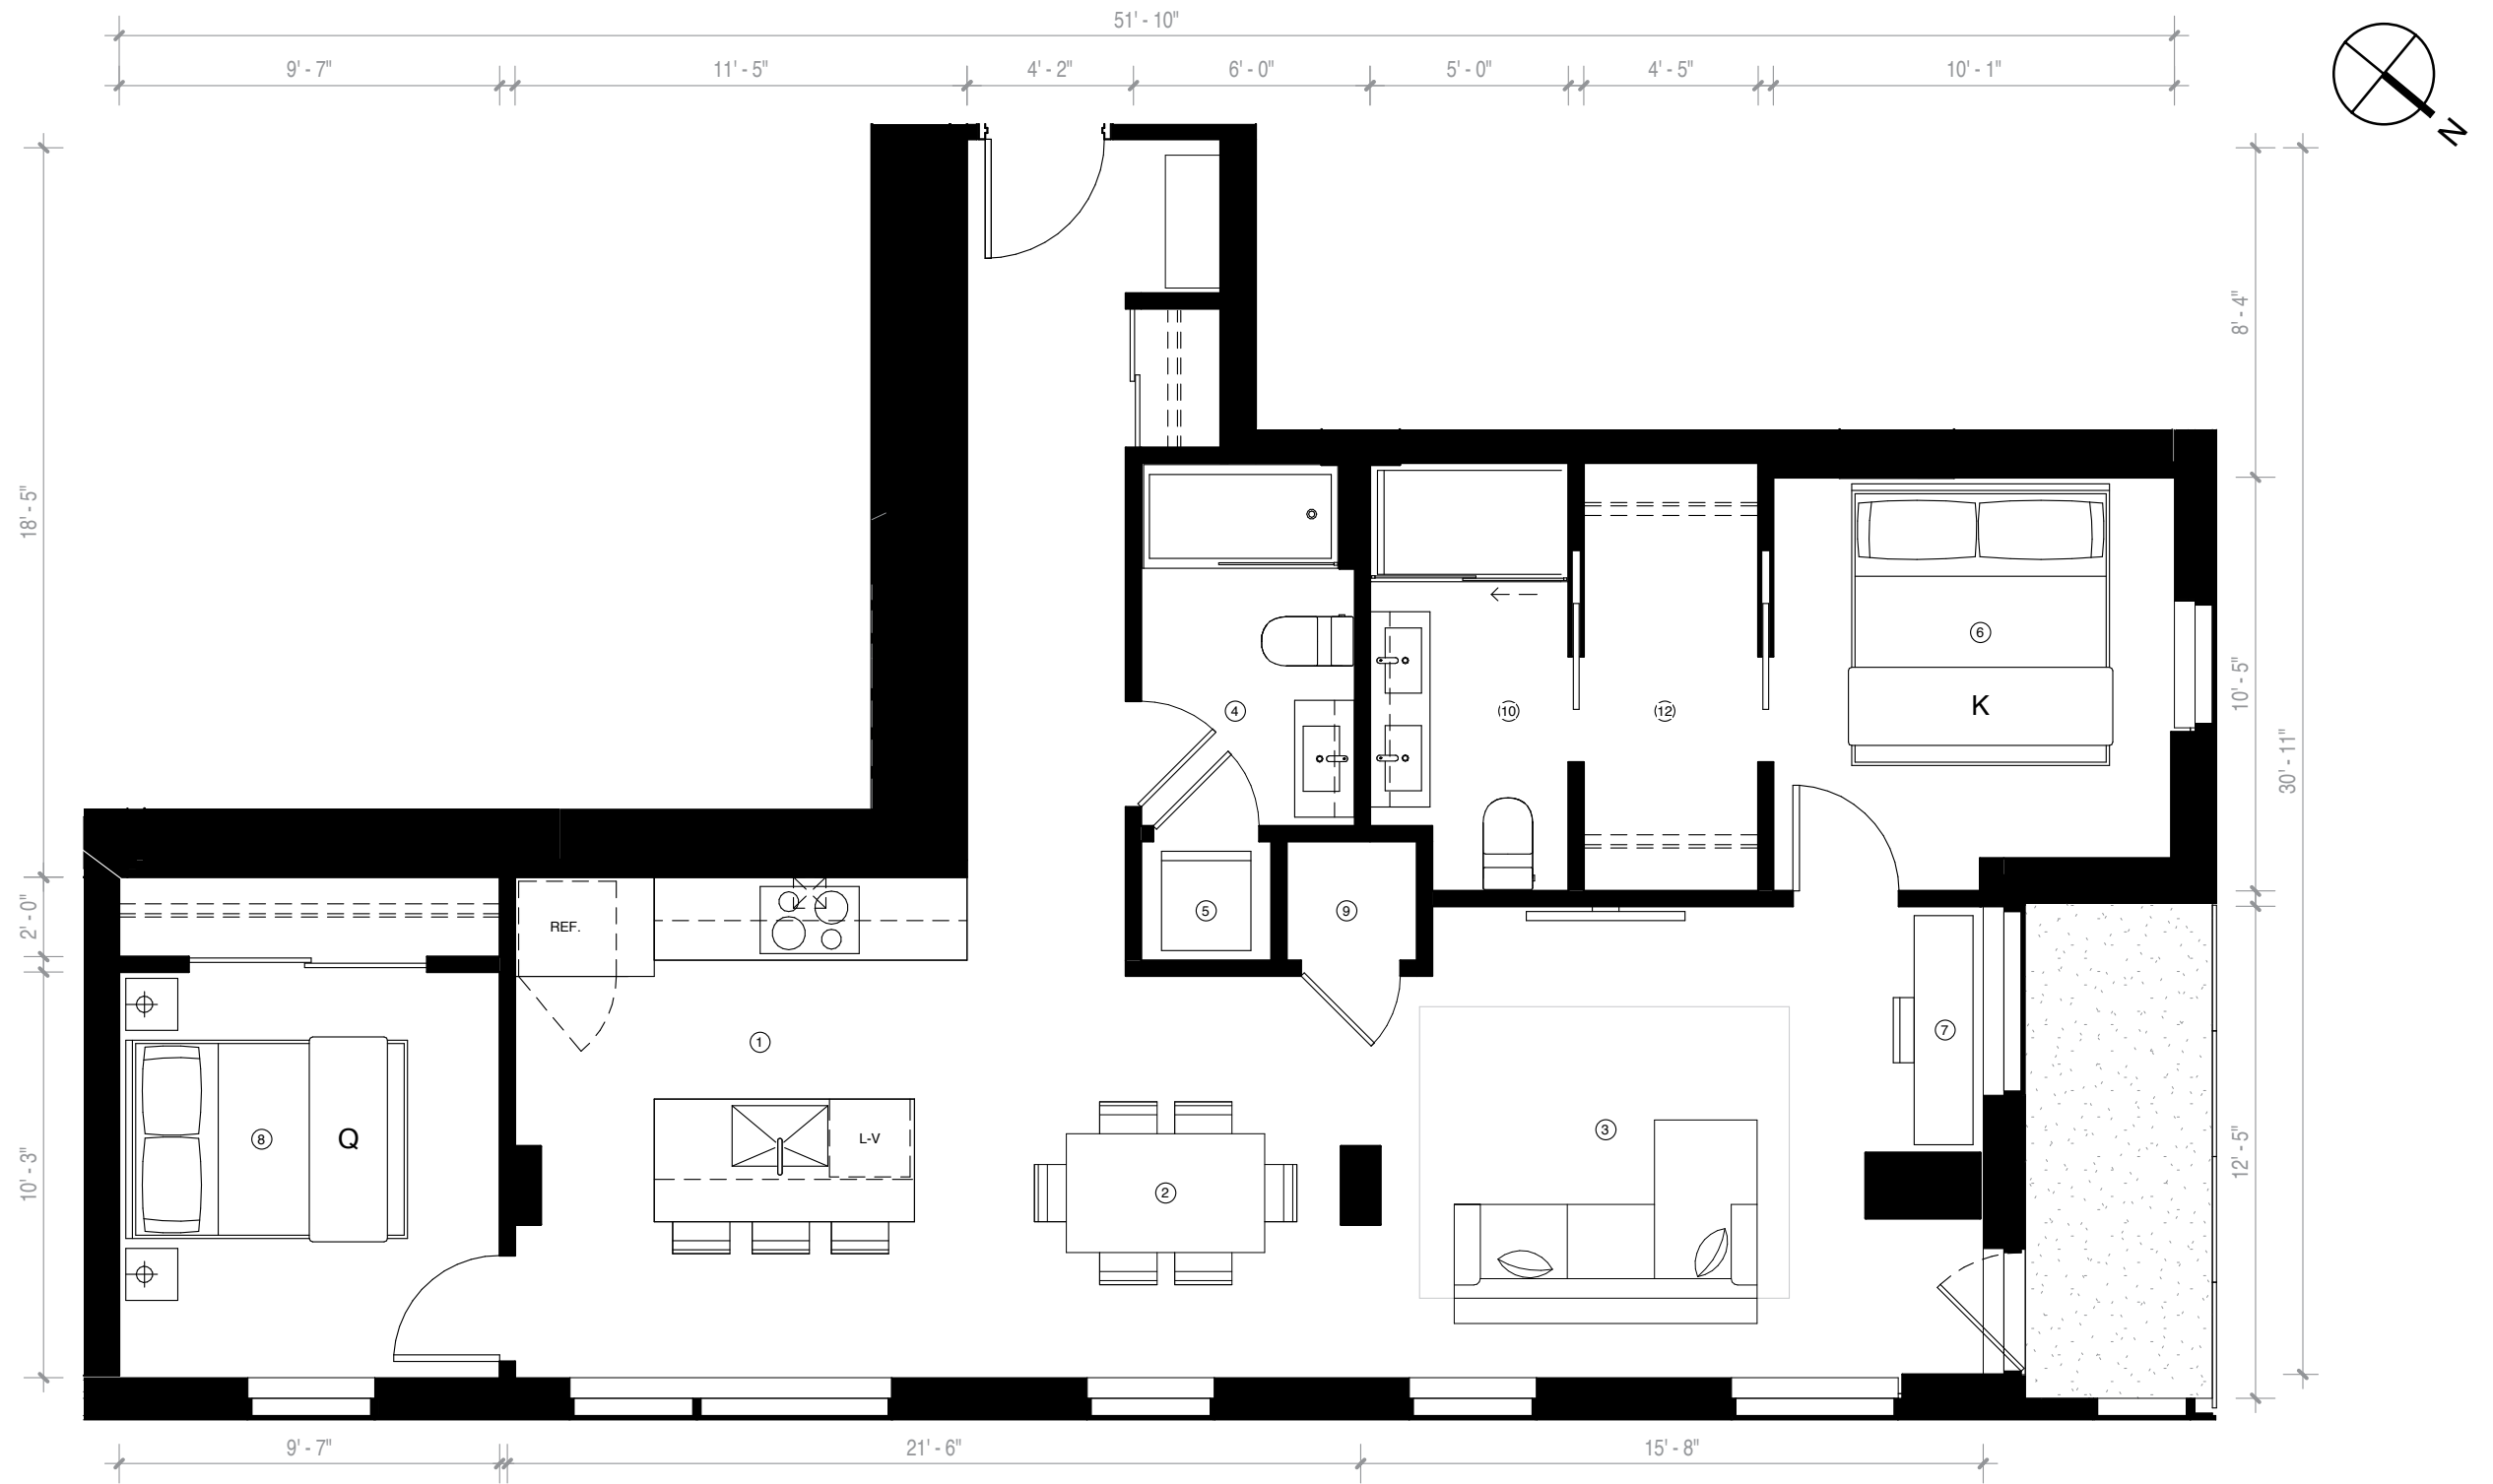 51' - 10"
9' - 7" 11' - 5" 4' - 2" 6' - 0" 5' - 0" 4' - 5" 10' - 1"
N
8' - 4"
18' - 5"
10' - 5"
6
K
4 10 12
30' - 11"
2' - 0"
REF.
5 9
7
1
3
8 Q L-V
10' - 3"
12' - 5"
2
9' - 7" 21' - 6" 15' - 8"